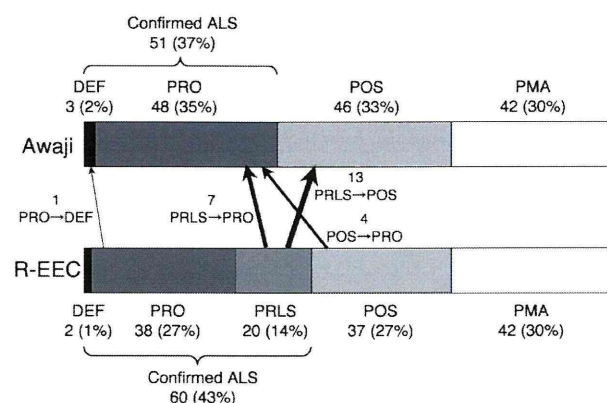 Confirmed ALS
51 (37%)
DEF PRO POS PMA
3 (2%) 48 (35%) 46 (33%) 42 (30%)
Awaji
1
PRO→DEF
7
PRLS→PRO
13
PRLS→POS
4
POS→PRO
R-EEC
DEF PRO PRLS POS PMA
2 (1%) 38 (27%) 20 (14%) 37 (27%) 42 (30%)
Confirmed ALS
60 (43%)